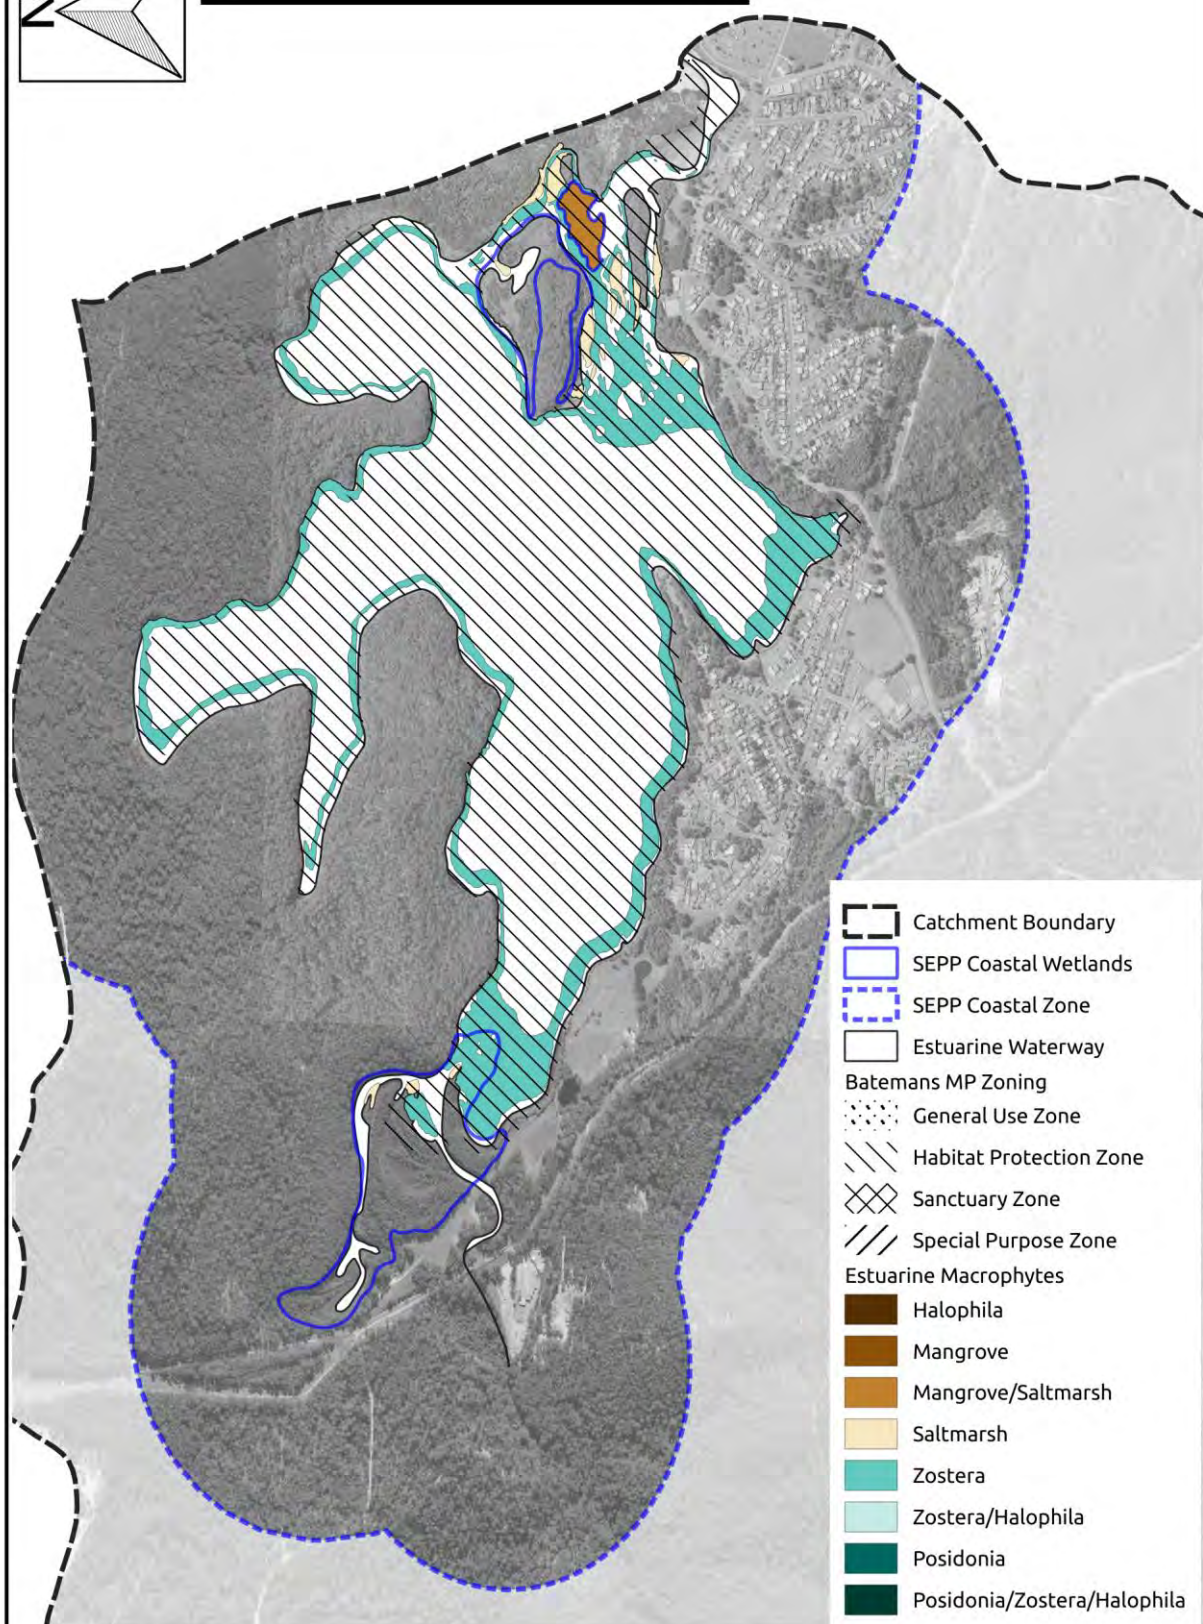 N
Catchment Boundary
SEPP Coastal Wetlands
SEPP Coastal Zone
Estuarine Waterway
Batemans MP Zoning
General Use Zone
Habitat Protection Zone
Sanctuary Zone
Special Purpose Zone
Estuarine Macrophytes
Halophila
Mangrove
Mangrove/Saltmarsh
Saltmarsh
Zostera
Zostera/Halophila
Posidonia
Posidonia/Zostera/Halophila